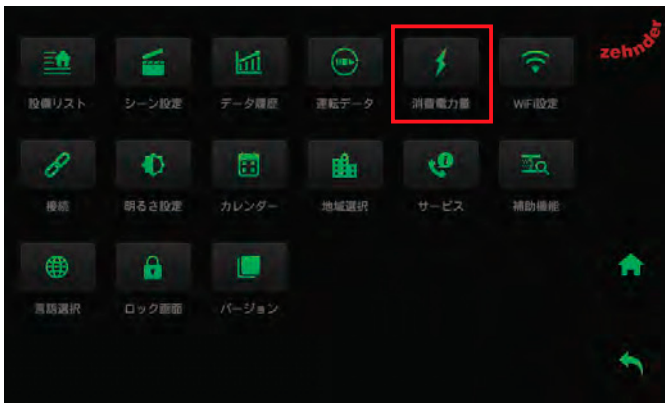 zehnder
設備リスト
シーン設定
データ履歴
運転データ
消費電力量
WiFi設定
接続
明るさ設定
カレンダー
地域選択
サービス
補助機能
言語選択
ロック画面
バージョン